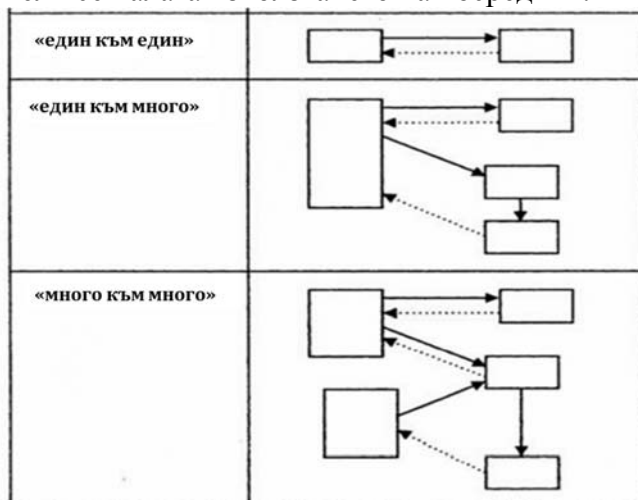 «един към един»
«един към много»
«много към много»